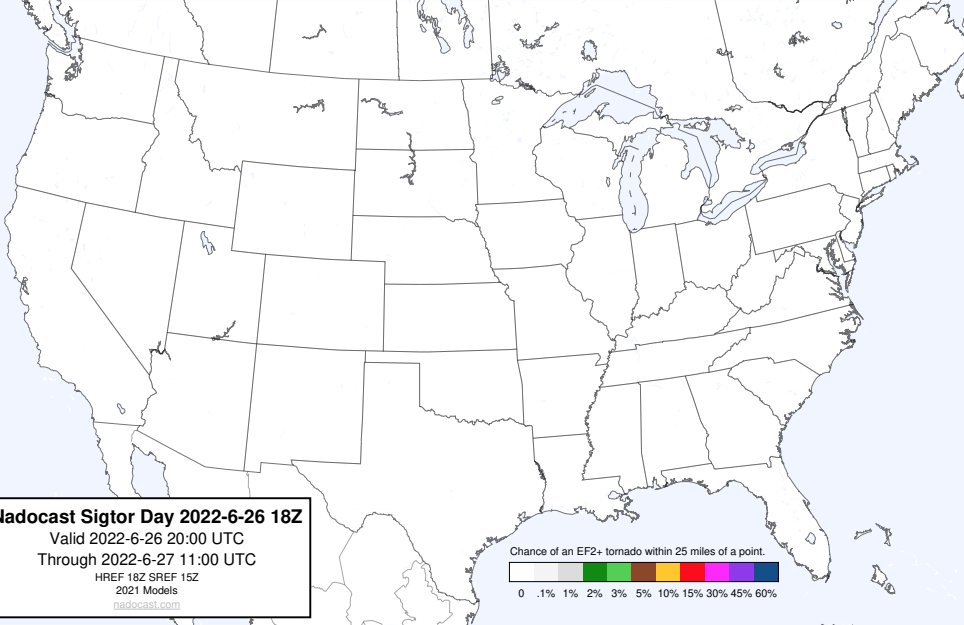 Nadocast Sigtor Day 2022-6-26 18Z
Valid 2022-6-26 20:00 UTC
Through 2022-6-27 11:00 UTC
HREF 18Z SREF 15Z
2021 Models
nadocast.com
Chance of an EF2+ tornado within 25 miles of a point.
0 .1% 1% 2% 3% 5% 10% 15% 30% 45% 60%